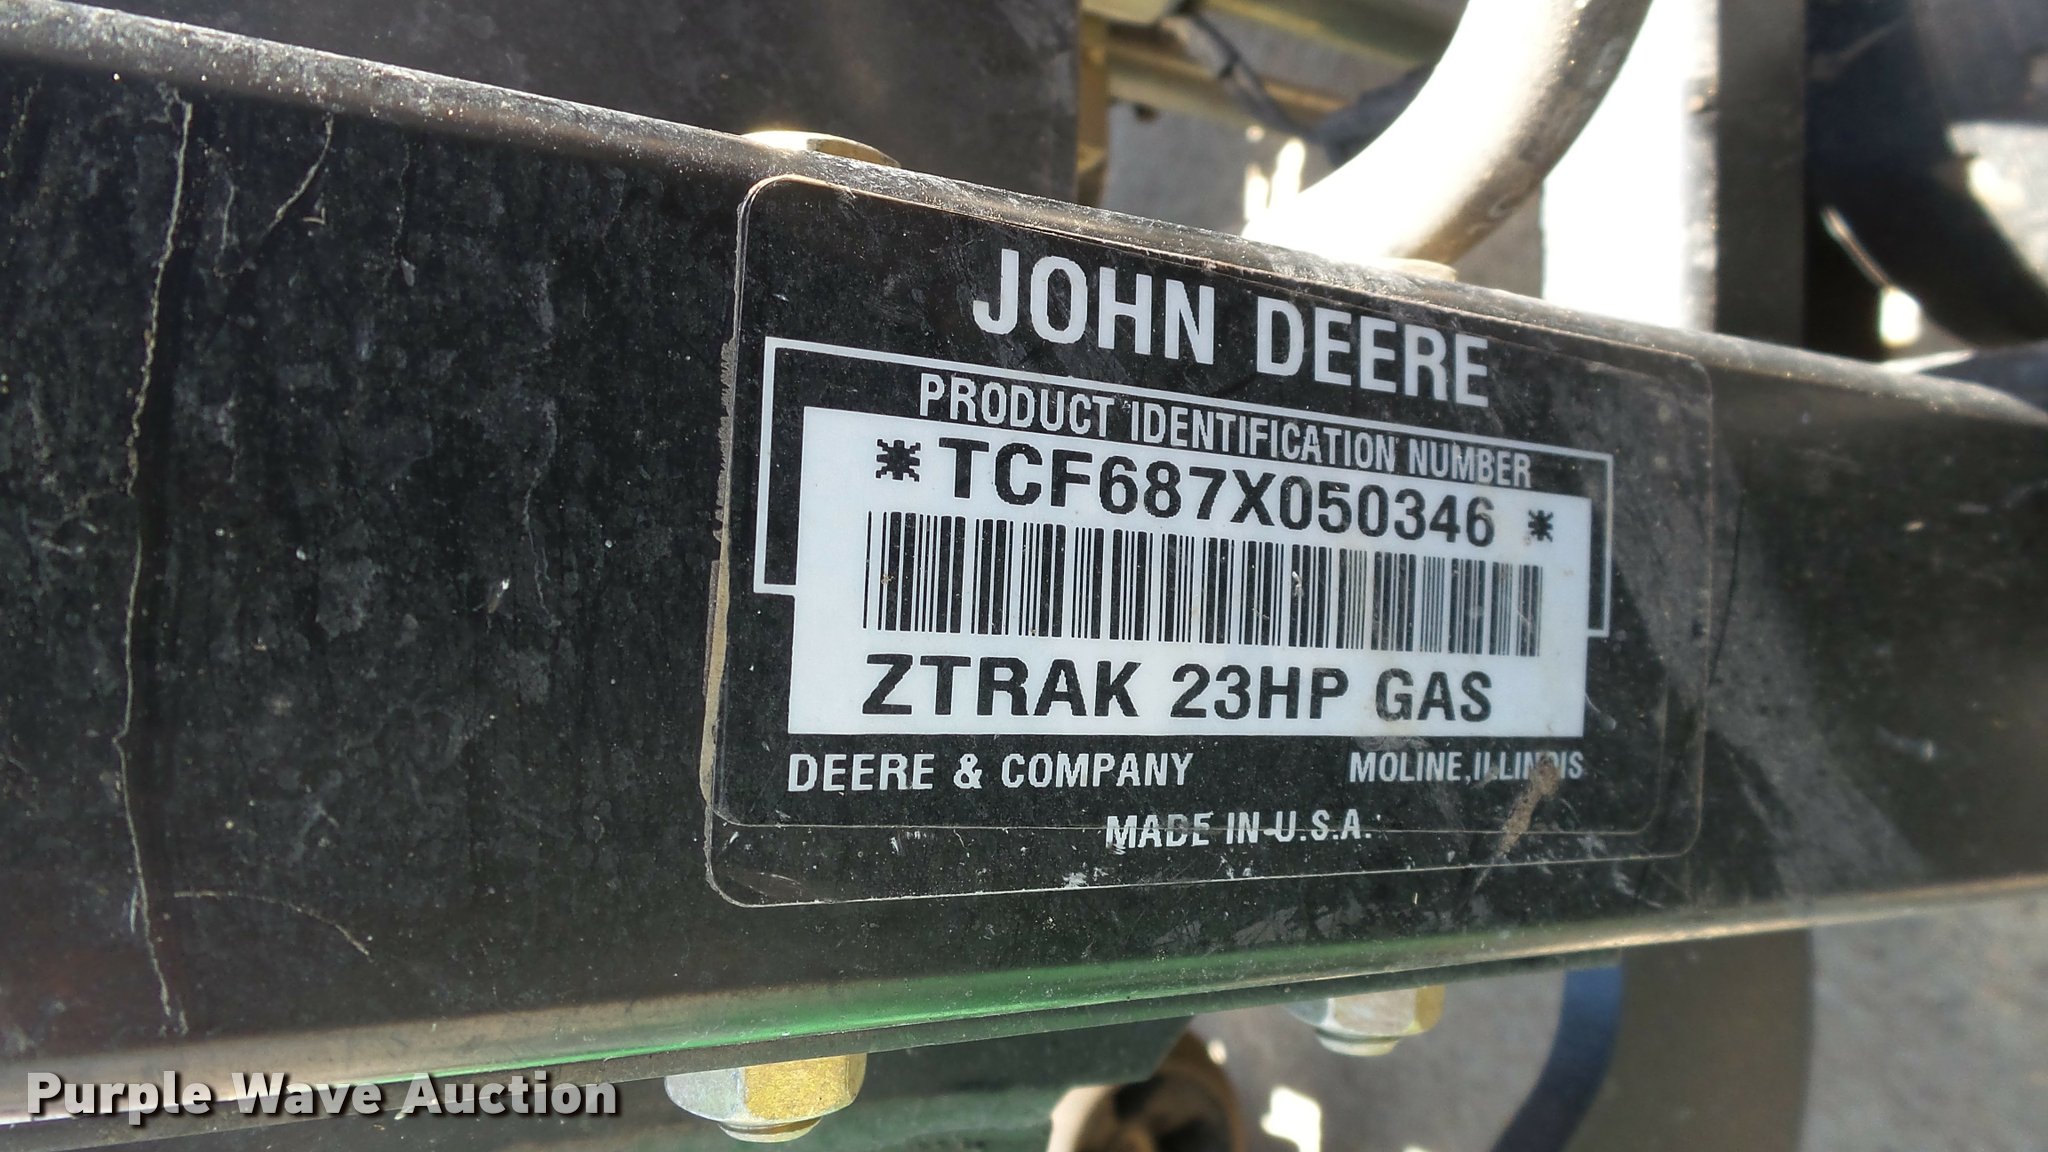 JOHN DEERE
PRODUCT IDENTIFICATION NUMBER
*TCF687X050346*
ZTRAK 23HP GAS
DEERE & COMPANY MOLINE, ILLINOIS
MADE IN U.S.A.
Purple Wave Auction